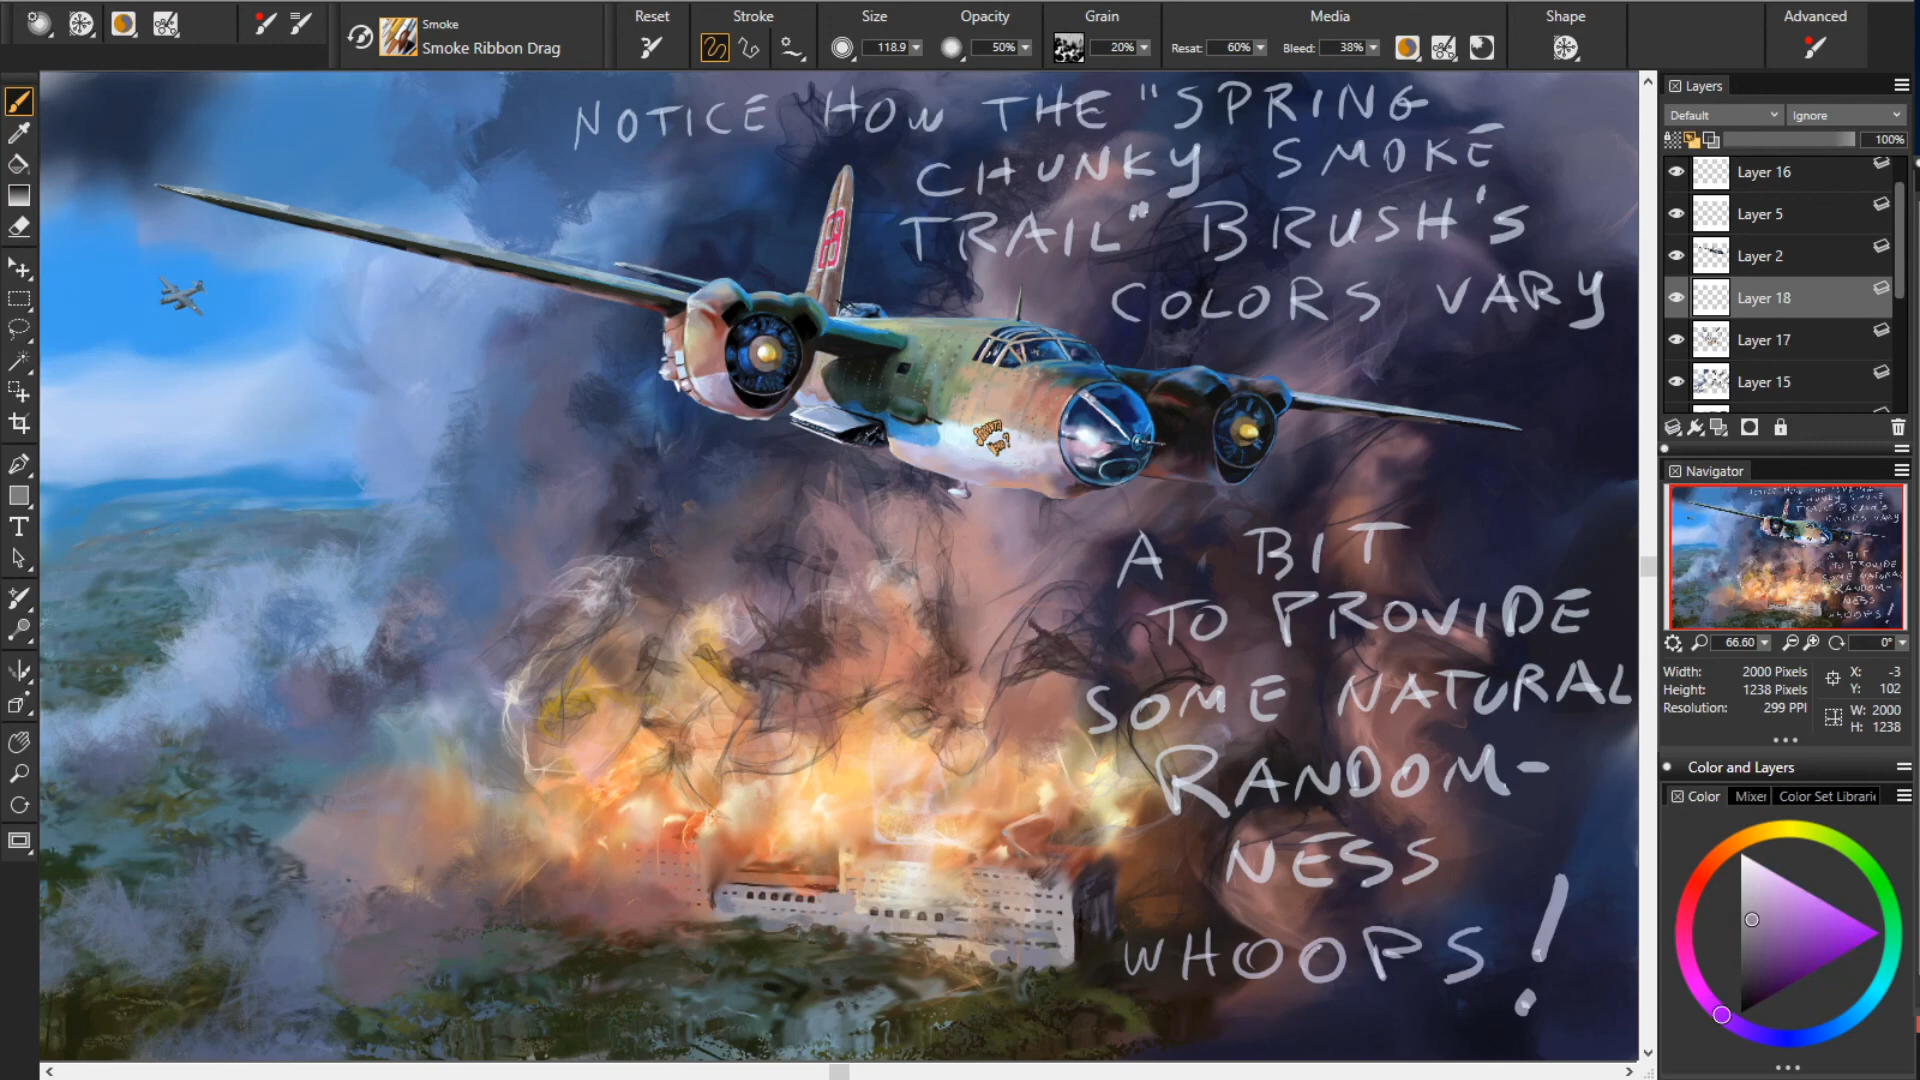 Smoke
Smoke Ribbon Drag
Reset
Stroke
Size
118.9
Opacity
50%
Grain
20%
Media
Resat: 60%
Bleed: 38%
Shape
Advanced
NOTICE HOW THE "SPRING
CHUNKY SMOKE
TRAIL" BRUSH'S
COLORS VARY
A BIT
TO PROVIDE
SOME NATURAL
RANDOM-
NESS
WHOOPS!
Layers
Default
Ignore
100%
Layer 16
Layer 5
Layer 2
Layer 18
Layer 17
Layer 15
Navigator
66.60
0°
Width: 2000 Pixels
Height: 1238 Pixels
Resolution: 299 PPI
X: -3
Y: 102
W: 2000
H: 1238
Color and Layers
Color
Mixer
Color Set Librari